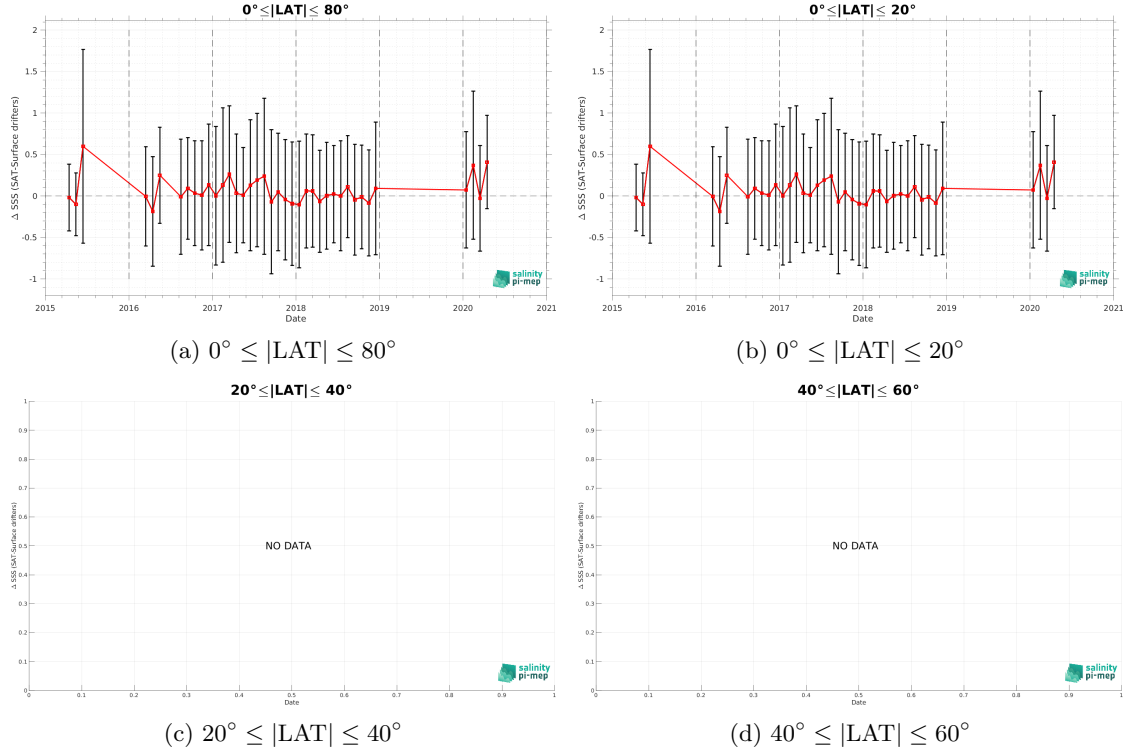 0°≤|LAT|≤ 80°
Δ SSS (SAT-Surface drifters)
2
1.5
1
0.5
0
-0.5
-1
2015 2016 2017 2018 2019 2020 2021
Date
salinity
pi-mep
(a) 0° ≤ |LAT| ≤ 80°
0°≤|LAT|≤ 20°
Δ SSS (SAT-Surface drifters)
2
1.5
1
0.5
0
-0.5
-1
2015 2016 2017 2018 2019 2020 2021
Date
salinity
pi-mep
(b) 0° ≤ |LAT| ≤ 20°
20°≤|LAT|≤ 40°
Δ SSS (SAT-Surface drifters)
1
0.9
0.8
0.7
0.6
0.5
0.4
0.3
0.2
0.1
0
NO DATA
0 0.1 0.2 0.3 0.4 0.5 0.6 0.7 0.8 0.9 1
Date
salinity
pi-mep
(c) 20° ≤ |LAT| ≤ 40°
40°≤|LAT|≤ 60°
Δ SSS (SAT-Surface drifters)
1
0.9
0.8
0.7
0.6
0.5
0.4
0.3
0.2
0.1
0
NO DATA
0 0.1 0.2 0.3 0.4 0.5 0.6 0.7 0.8 0.9 1
Date
salinity
pi-mep
(d) 40° ≤ |LAT| ≤ 60°